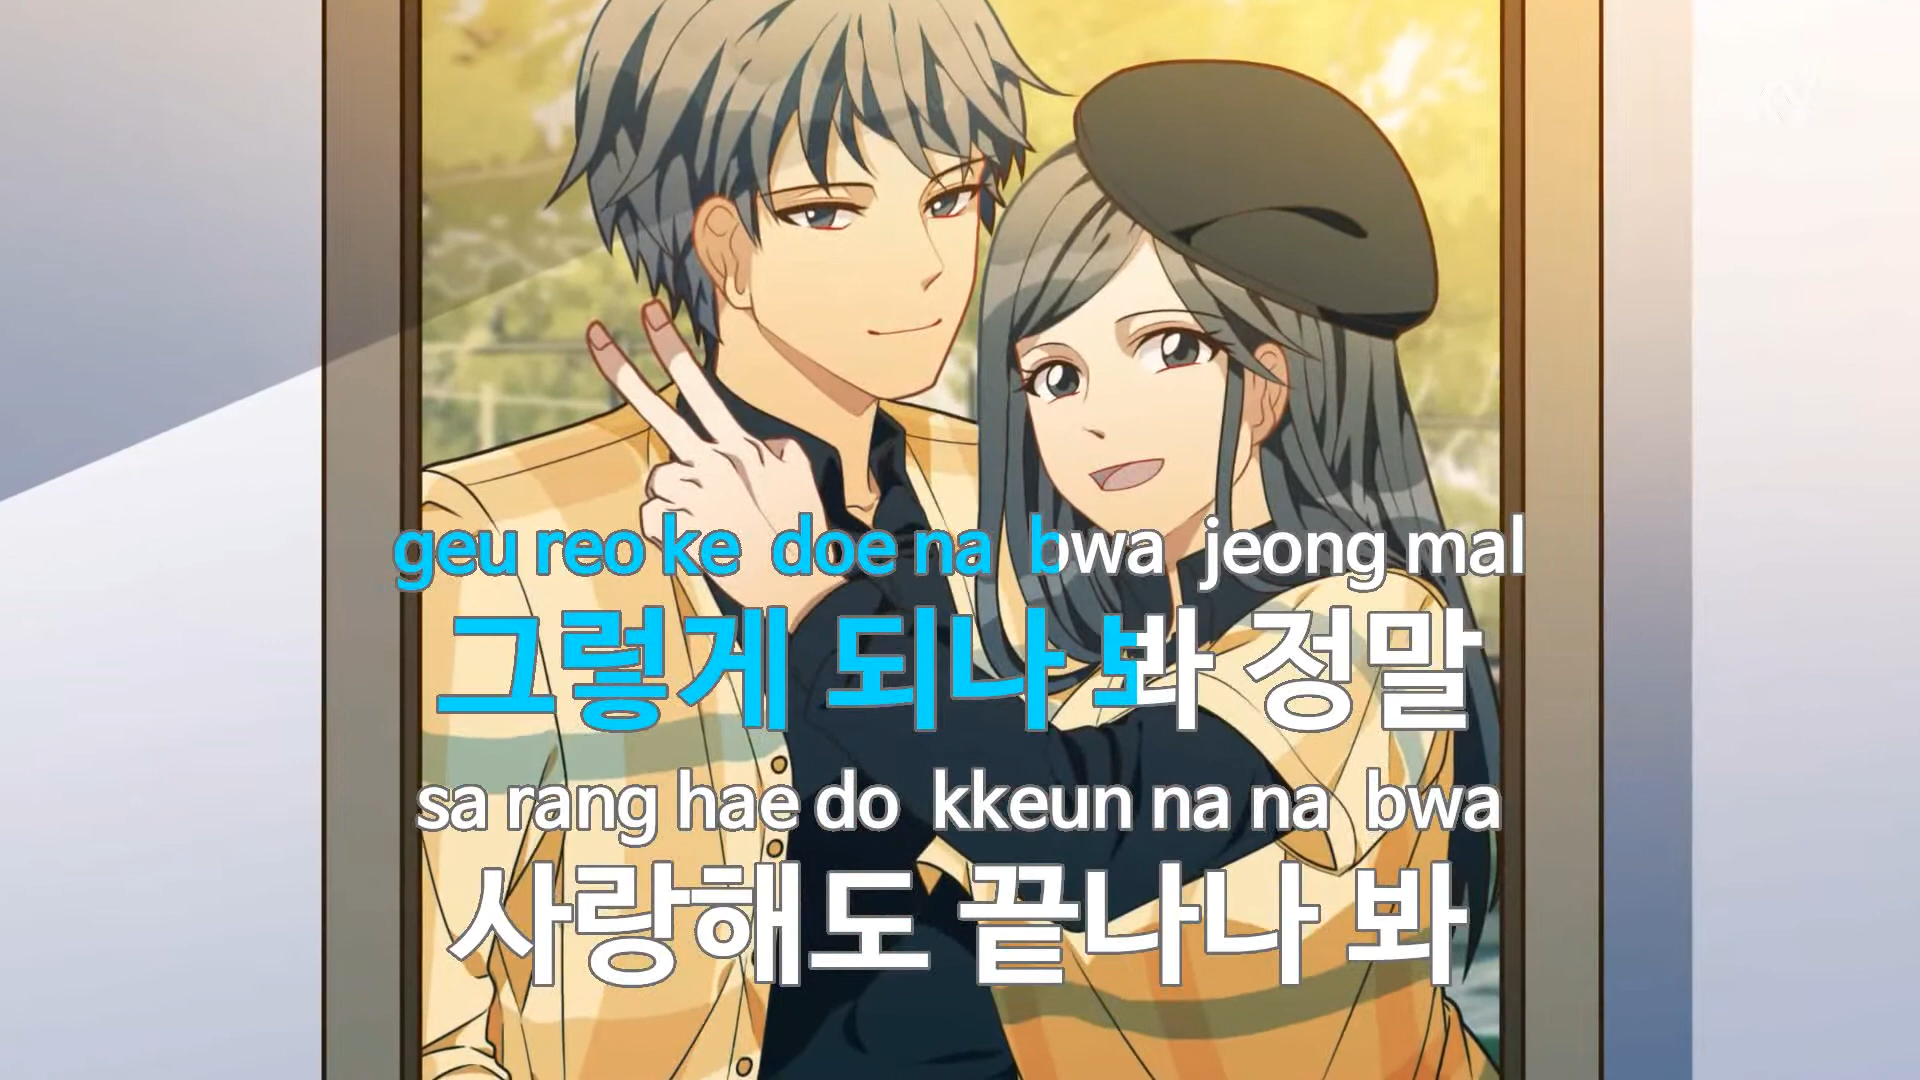 geu reo ke doe na bwa jeong mal
그렇게 되나 봐 정말
sa rang hae do kkeun na na bwa
사랑해도 끝나나 봐